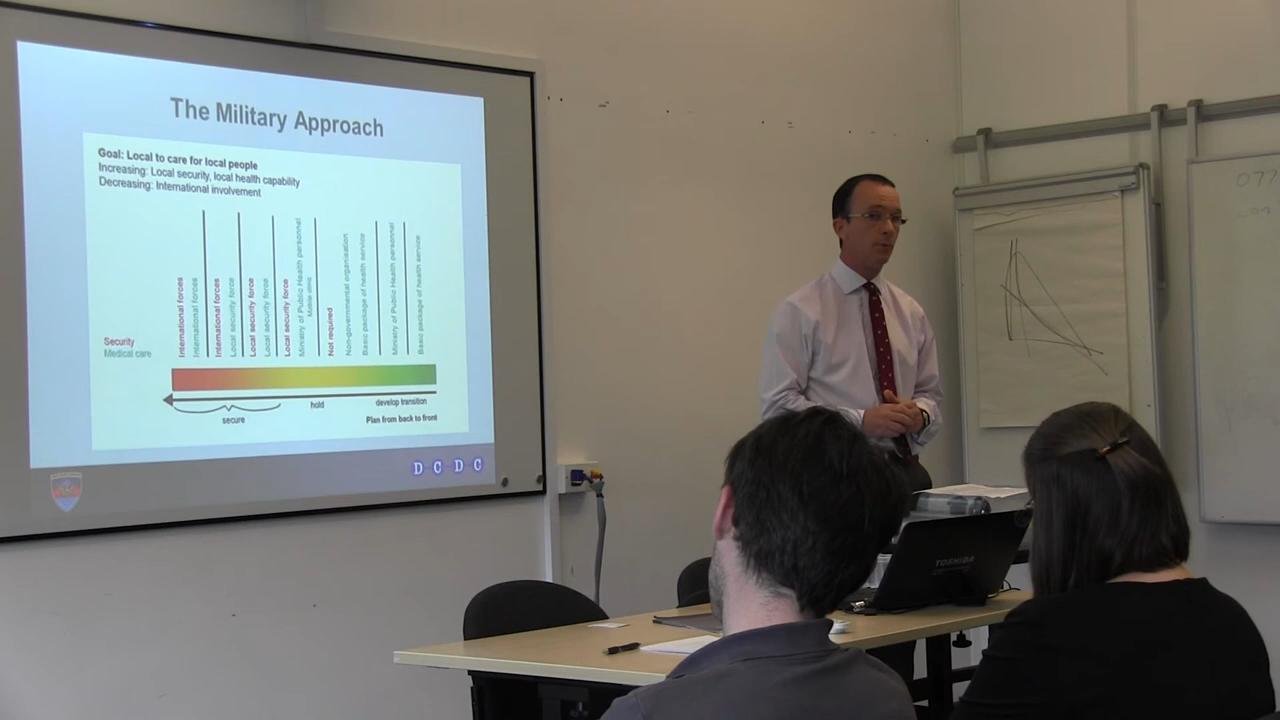 The Military Approach
Goal: Local to care for local people
Increasing: Local security, local health capability
Decreasing: International involvement
International forces
International forces
International forces
Local security force
Local security force
Local security force
Local security force
Ministry of Public Health personnel
Mobile clinic
Not required
Non-governmental organisation
Basic package of health service
Ministry of Public Health personnel
Basic package of health service
Security
Medical care
secure
hold
develop transition
Plan from back to front
D C D C
TOSHIBA
077